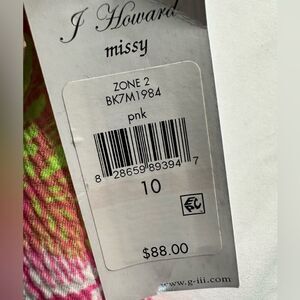 J Howard
missy
ZONE 2
BK7M1984
pnk
8 28659 89394 7
10
$88.00
www.g-iii.com